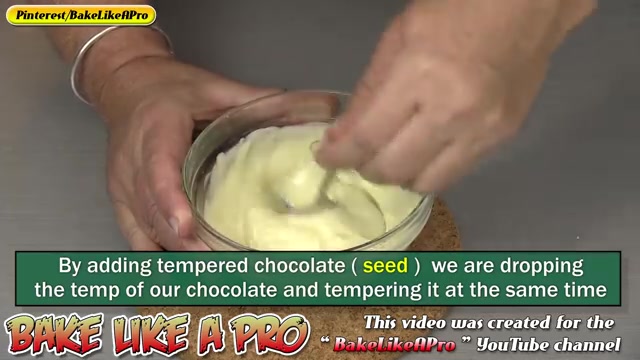 Pinterest/BakeLikeAPro
By adding tempered chocolate ( seed ) we are dropping
the temp of our chocolate and tempering it at the same time
BAKE LIKE A PRO
This video was created for the
“ BakeLikeAPro ” YouTube channel